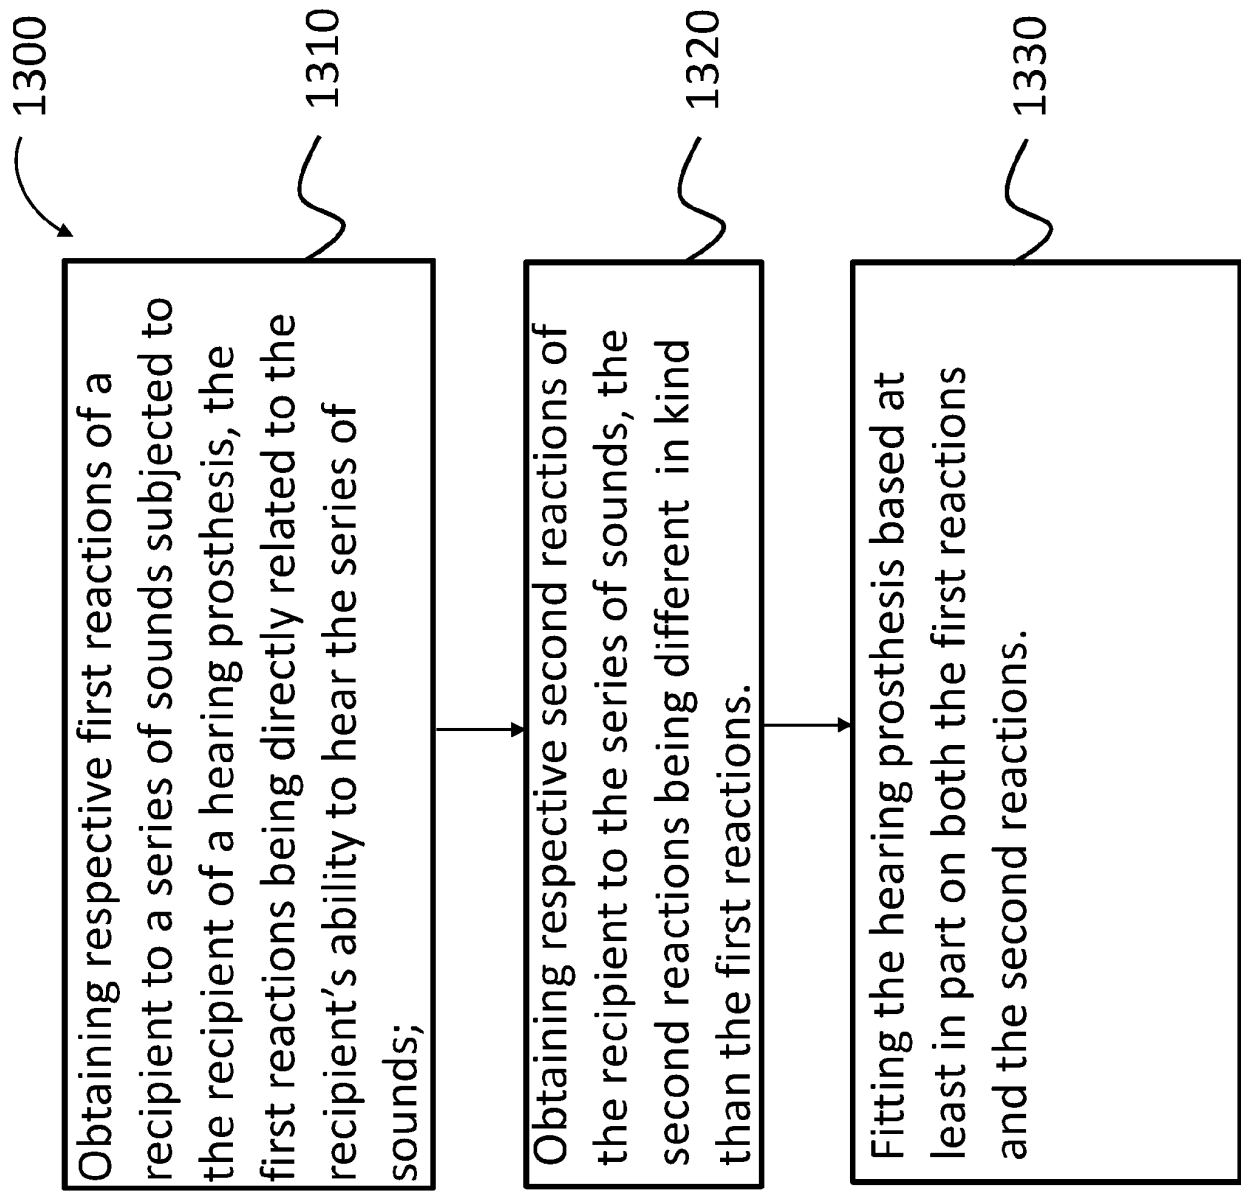 1300
Obtaining respective first reactions of a
recipient to a series of sounds subjected to
the recipient of a hearing prosthesis, the
first reactions being directly related to the
recipient's ability to hear the series of
sounds;
1310
Obtaining respective second reactions of
the recipient to the series of sounds, the
second reactions being different in kind
than the first reactions.
1320
Fitting the hearing prosthesis based at
least in part on both the first reactions
and the second reactions.
1330